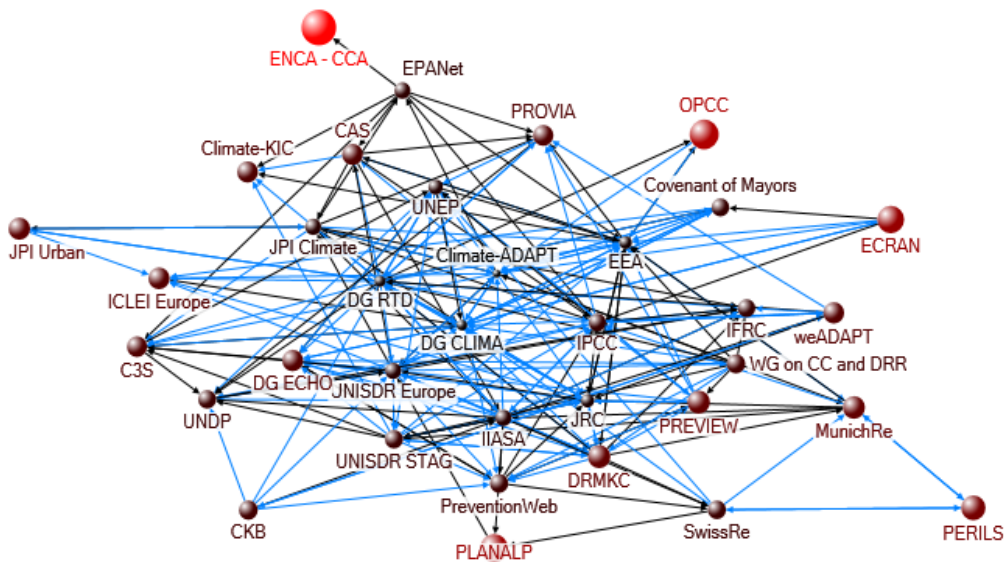 ENCA - CCA
EPANet
OPCC
PROVIA
CAS
Climate-KIC
Covenant of Mayors
UNEP
ECRAN
JPI Urban
JPI Climate
Climate-ADAPT
EEA
ICLEI Europe
DG RTD
IFRC
weADAPT
DG CLIMA
IPCC
C3S
DG ECHO
WG on CC and DRR
UNISDR Europe
UNDP
JRC
PREVIEW
MunichRe
IIASA
UNISDR STAG
DRMKC
PreventionWeb
CKB
SwissRe
PERILS
PLANALP